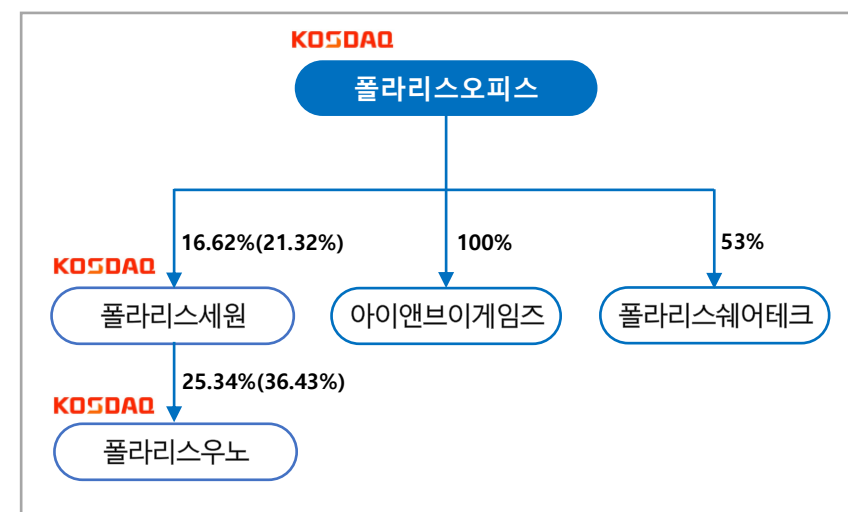 KOSDAQ
폴라리스오피스
16.62%(21.32%)
100%
53%
KOSDAQ
폴라리스세원
아이앤브이게임즈
폴라리스쉐어테크
25.34%(36.43%)
KOSDAQ
폴라리스우노